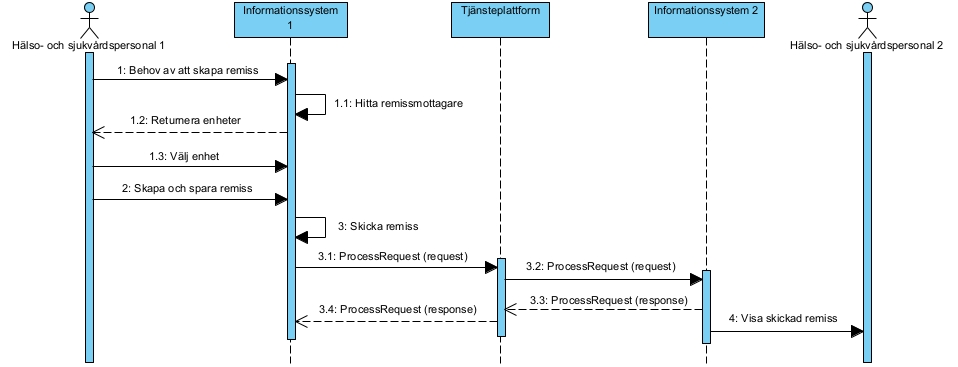 Informationssystem
1
Tjänsteplattform
Informationssystem 2
Hälso- och sjukvårdspersonal 1
Hälso- och sjukvårdspersonal 2
1: Behov av att skapa remiss
1.1: Hitta remissmottagare
1.2: Returnera enheter
1.3: Välj enhet
2: Skapa och spara remiss
3: Skicka remiss
3.1: ProcessRequest (request)
3.2: ProcessRequest (request)
3.3: ProcessRequest (response)
3.4: ProcessRequest (response)
4: Visa skickad remiss